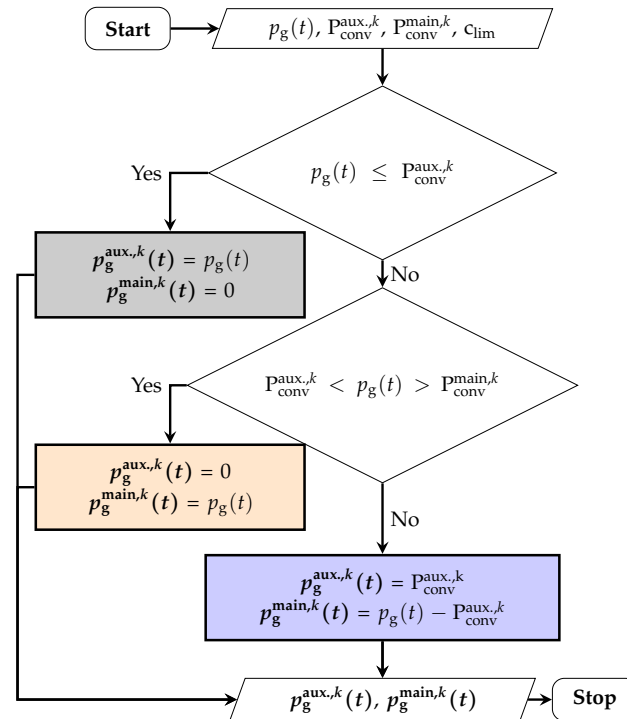 Start
p_g(t), P_conv^aux.,k, P_conv^main,k, c_lim
p_g(t) ≤ P_conv^aux.,k
Yes
p_g^aux.,k(t) = p_g(t)
p_g^main,k(t) = 0
No
P_conv^aux.,k < p_g(t) > P_conv^main,k
Yes
p_g^aux.,k(t) = 0
p_g^main,k(t) = p_g(t)
No
p_g^aux.,k(t) = P_conv^aux.,k
p_g^main,k(t) = p_g(t) − P_conv^aux.,k
p_g^aux.,k(t), p_g^main,k(t)
Stop